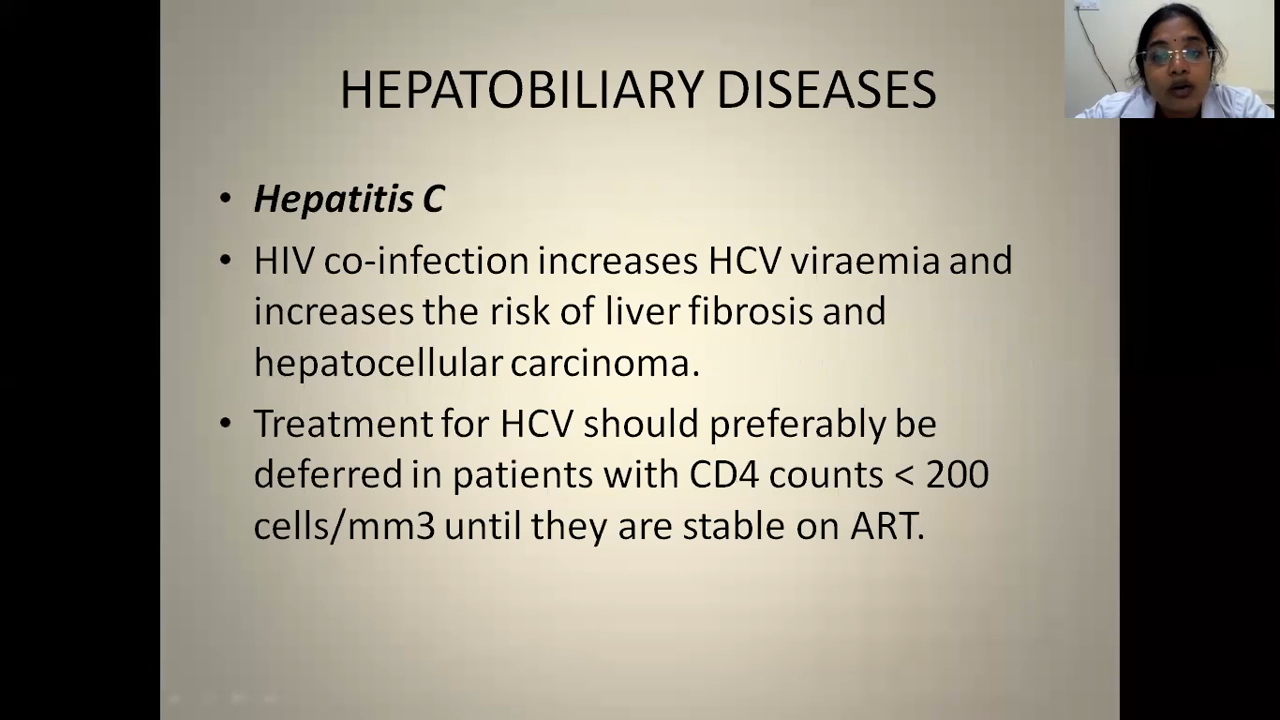 HEPATOBILIARY DISEASES
• Hepatitis C
• HIV co-infection increases HCV viraemia and
increases the risk of liver fibrosis and
hepatocellular carcinoma.
• Treatment for HCV should preferably be
deferred in patients with CD4 counts < 200
cells/mm3 until they are stable on ART.